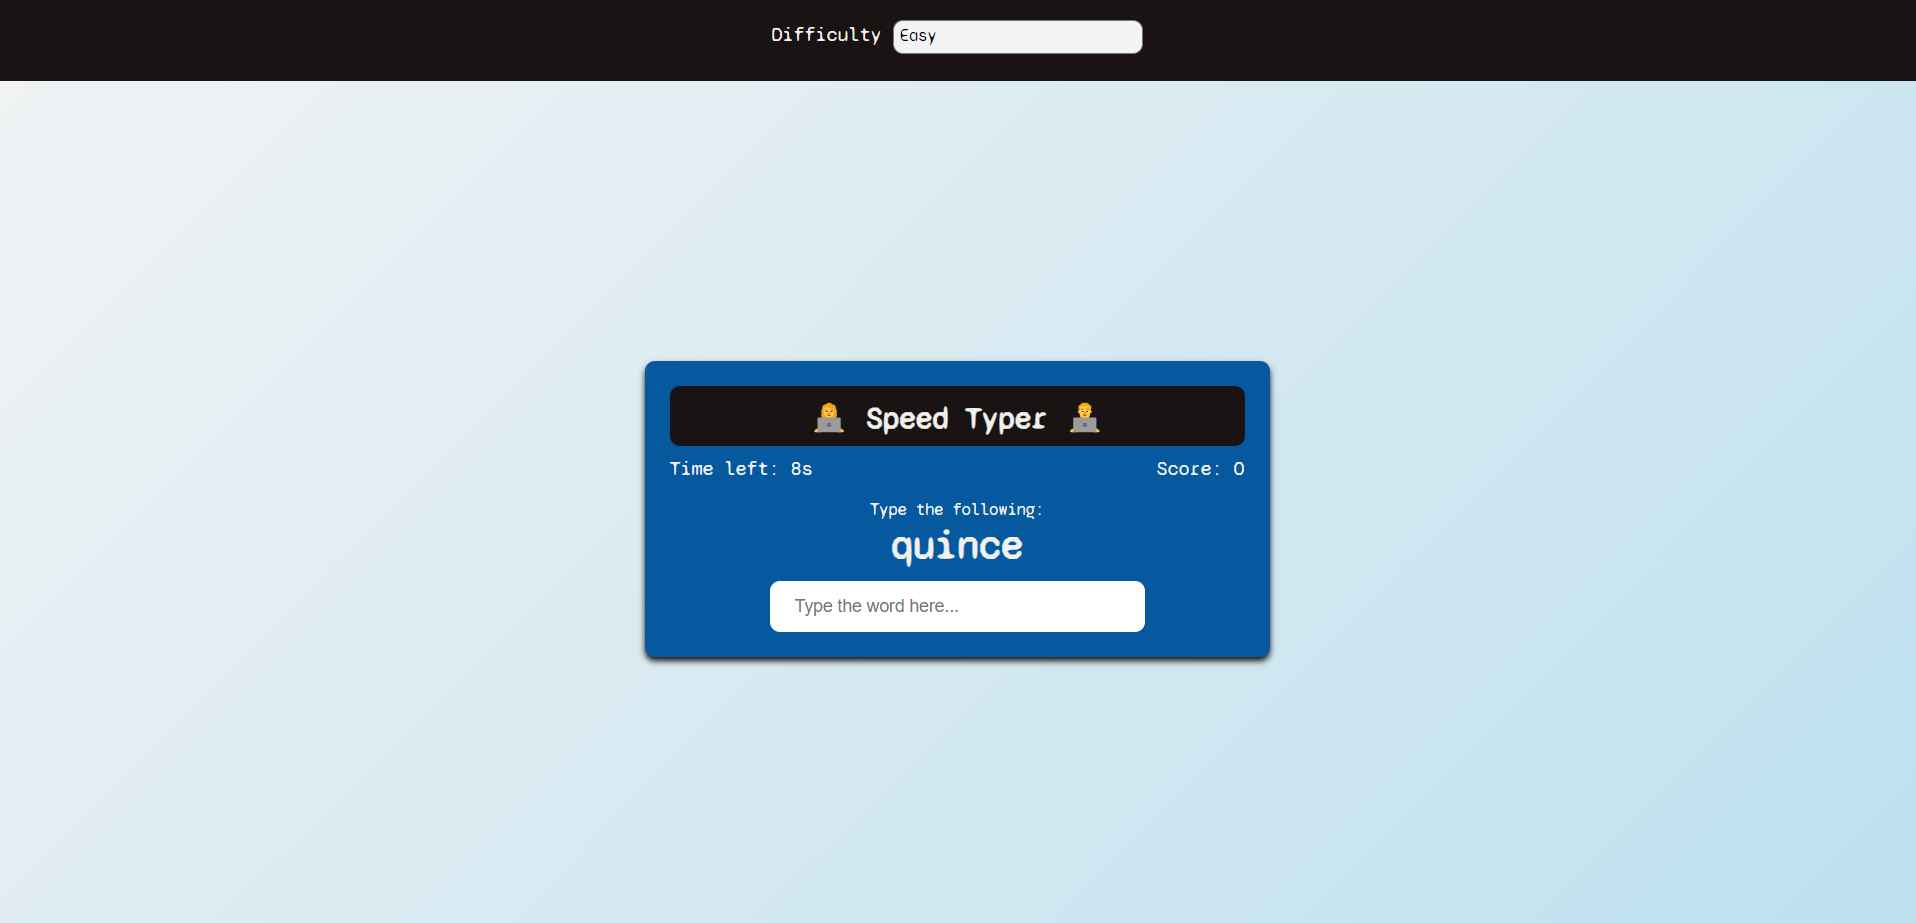 Difficulty Easy
Speed Typer
Time left: 8s
Score: 0
Type the following:
quince
Type the word here...